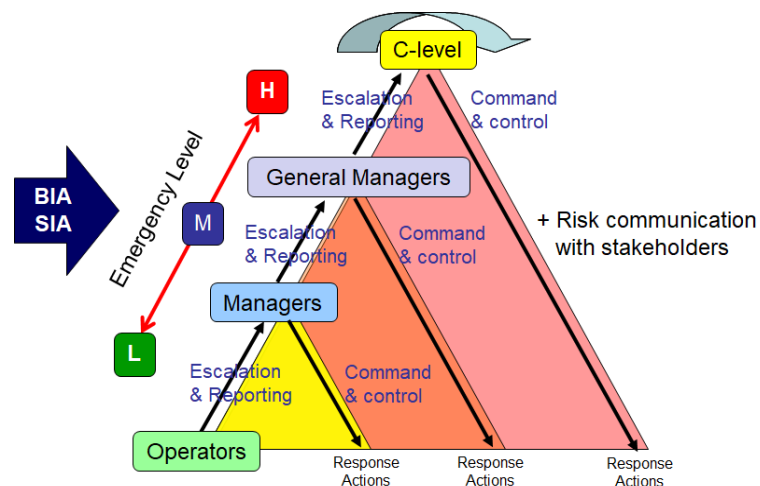 C-level
H
Escalation
& Reporting
Command
& control
General Managers
BIA
SIA
Emergency Level
M
+ Risk communication
with stakeholders
Escalation
& Reporting
Command
& control
Managers
L
Escalation
& Reporting
Command
& control
Operators
Response
Actions
Response
Actions
Response
Actions